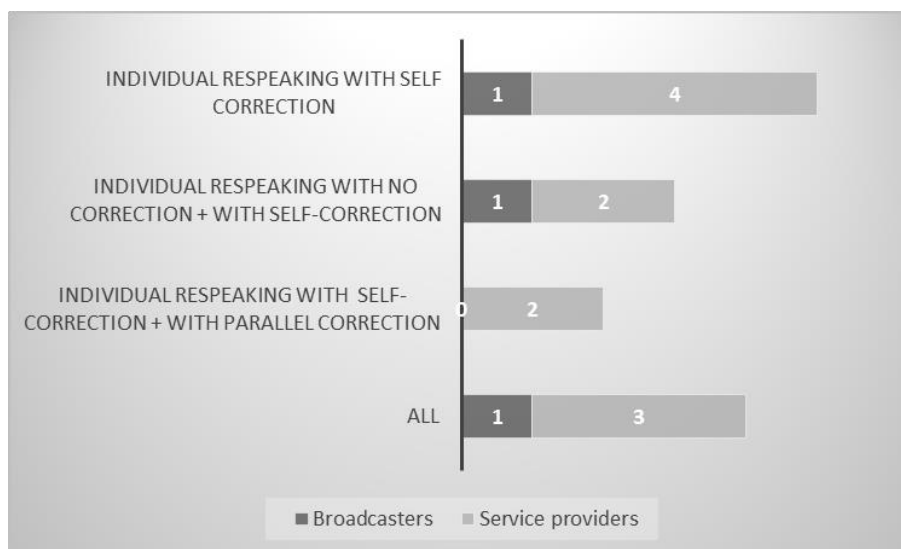 INDIVIDUAL RESPEAKING WITH SELF
CORRECTION
1 4
INDIVIDUAL RESPEAKING WITH NO
CORRECTION + WITH SELF-CORRECTION
1 2
INDIVIDUAL RESPEAKING WITH SELF-
CORRECTION + WITH PARALLEL CORRECTION
0 2
ALL
1 3
Broadcasters Service providers